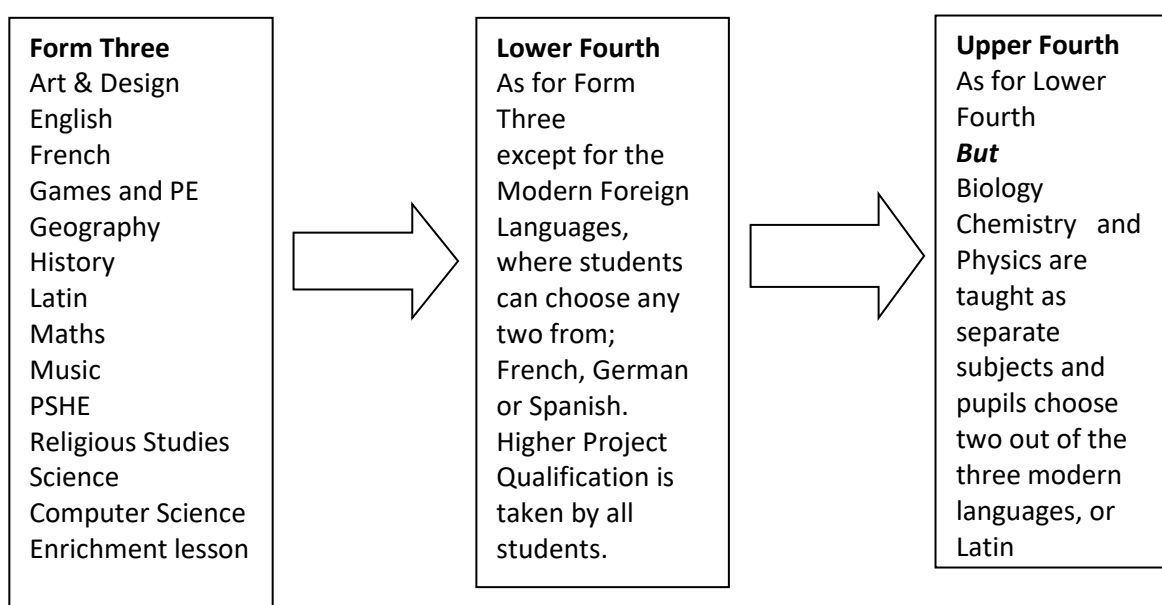 Form Three
Art & Design
English
French
Games and PE
Geography
History
Latin
Maths
Music
PSHE
Religious Studies
Science
Computer Science
Enrichment lesson
Lower Fourth
As for Form
Three
except for the
Modern Foreign
Languages,
where students
can choose any
two from;
French, German
or Spanish.
Higher Project
Qualification is
taken by all
students.
Upper Fourth
As for Lower
Fourth
But
Biology
Chemistry and
Physics are
taught as
separate
subjects and
pupils choose
two out of the
three modern
languages, or
Latin